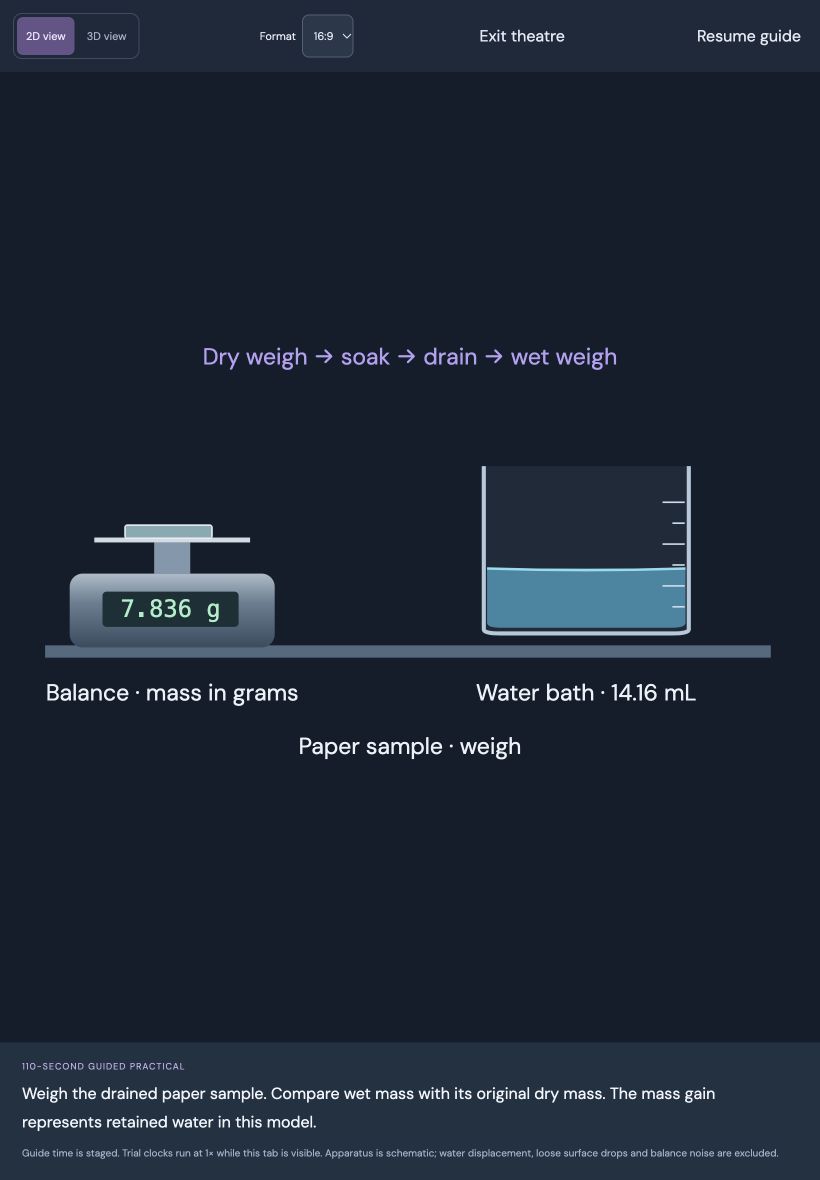 2D view
3D view
Format
16:9
Exit theatre
Resume guide
Dry weigh → soak → drain → wet weigh
7.836 g
Balance · mass in grams
Water bath · 14.16 mL
Paper sample · weigh
110-SECOND GUIDED PRACTICAL
Weigh the drained paper sample. Compare wet mass with its original dry mass. The mass gain
represents retained water in this model.
Guide time is staged. Trial clocks run at 1× while this tab is visible. Apparatus is schematic; water displacement, loose surface drops and balance noise are excluded.